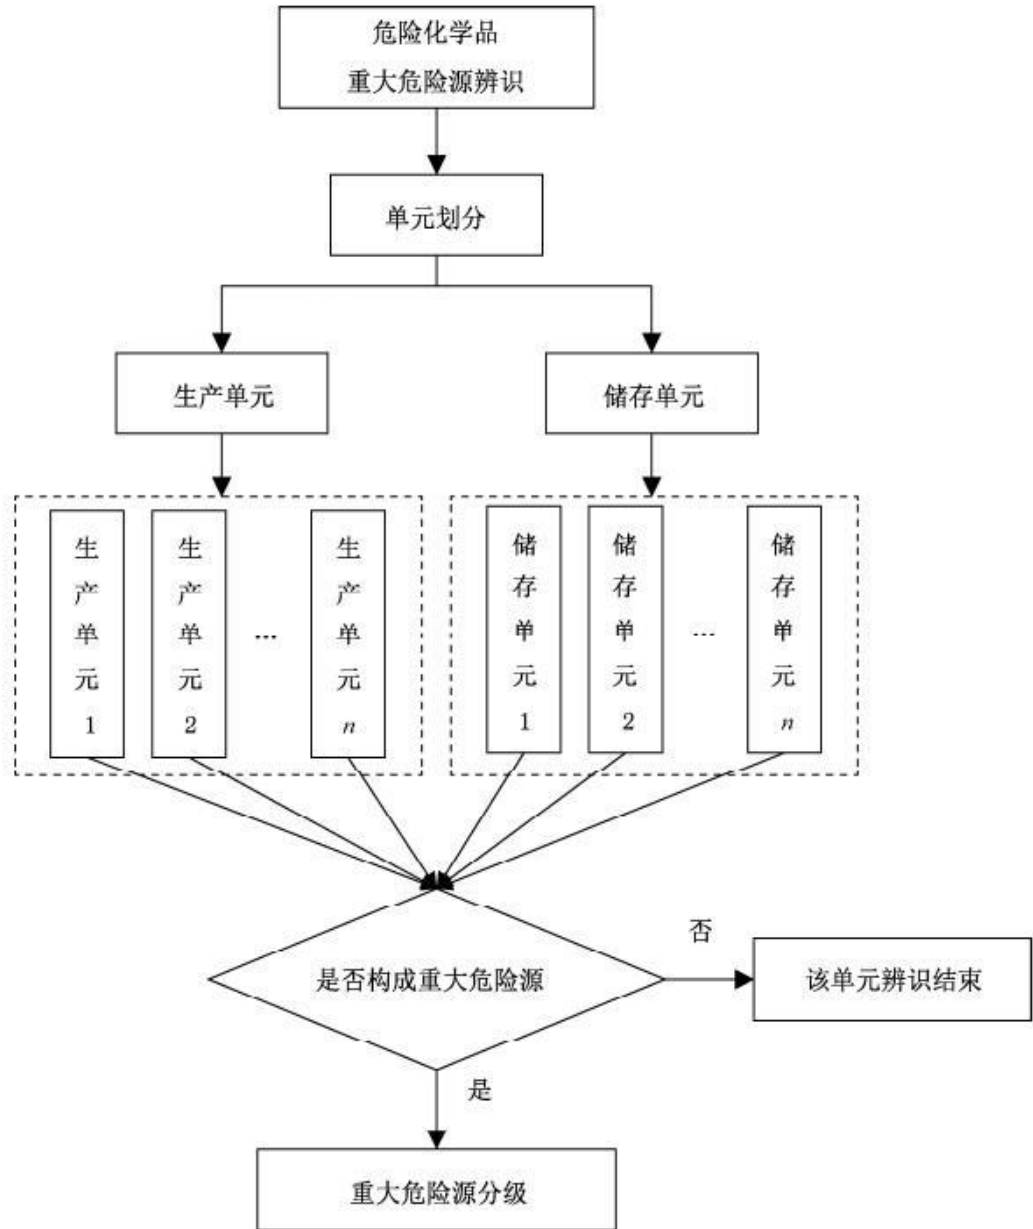 危险化学品
重大危险源辨识
单元划分
生产单元
储存单元
生产单元1
生产单元2
…
生产单元n
储存单元1
储存单元2
…
储存单元n
是否构成重大危险源
否
该单元辨识结束
是
重大危险源分级